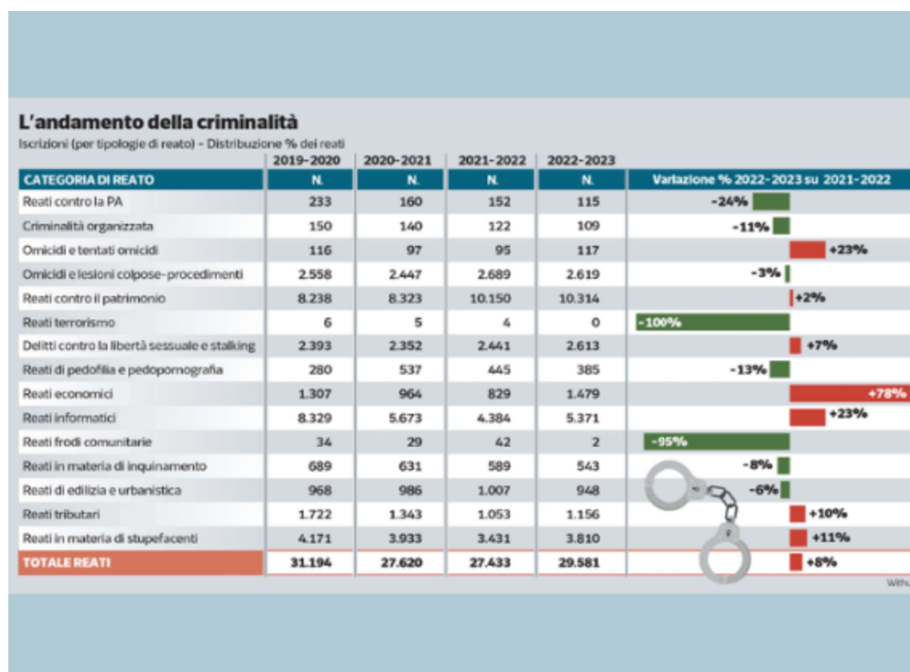 L'andamento della criminalità
Iscrizioni (per tipologie di reato) - Distribuzione % dei reati
2019-2020 2020-2021 2021-2022 2022-2023
CATEGORIA DI REATO N. N. N. N. Variazione % 2022-2023 su 2021-2022
Reati contro la PA 233 160 152 115 -24%
Criminalità organizzata 150 140 122 109 -11%
Omicidi e tentati omicidi 116 97 95 117 +23%
Omicidi e lesioni colpose-procedimenti 2.558 2.447 2.689 2.619 -3%
Reati contro il patrimonio 8.238 8.323 10.150 10.314 +2%
Reati terrorismo 6 5 4 0 -100%
Delitti contro la libertà sessuale e stalking 2.393 2.352 2.441 2.613 +7%
Reati di pedofilia e pedopornografia 280 537 445 385 -13%
Reati economici 1.307 964 829 1.479 +78%
Reati informatici 8.329 5.673 4.384 5.371 +23%
Reati frodi comunitarie 34 29 42 2 -95%
Reati in materia di inquinamento 689 631 589 543 -8%
Reati di edilizia e urbanistica 968 986 1.007 948 -6%
Reati tributari 1.722 1.343 1.053 1.156 +10%
Reati in materia di stupefacenti 4.171 3.933 3.431 3.810 +11%
TOTALE REATI 31.194 27.620 27.433 29.581 +8%